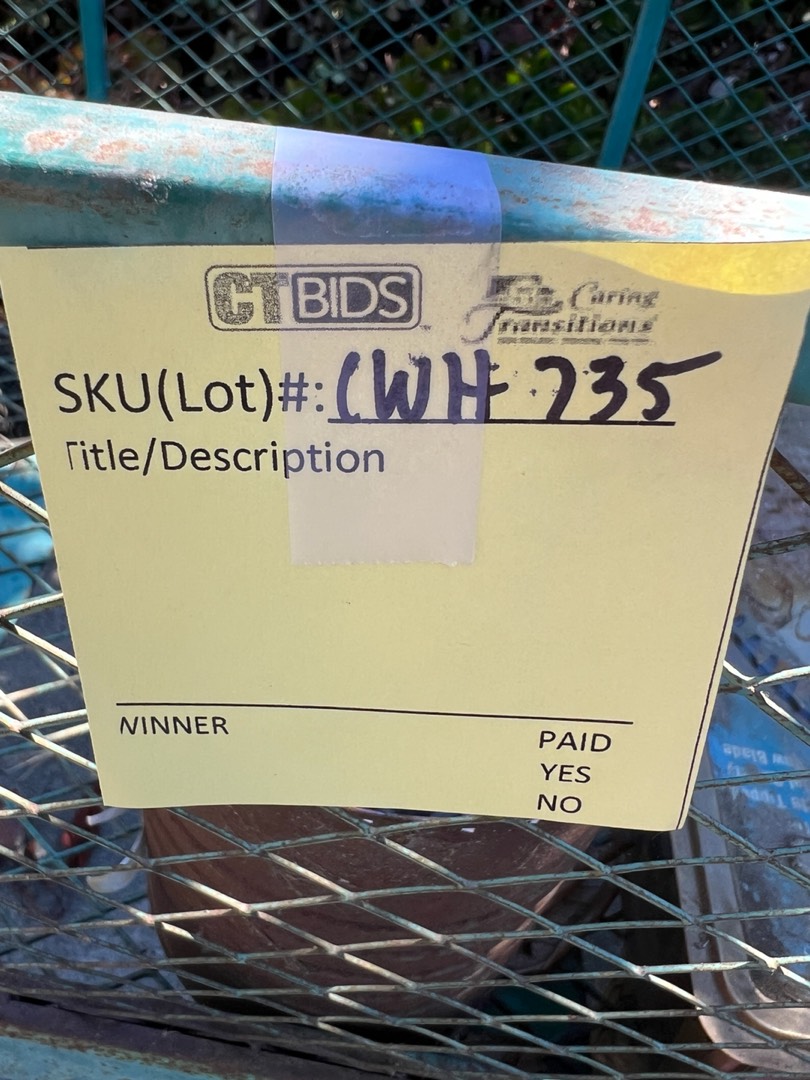 CTBIDS
Caring
Transitions
SKU(Lot)#: CWH 735
Title/Description
WINNER
PAID
YES
NO